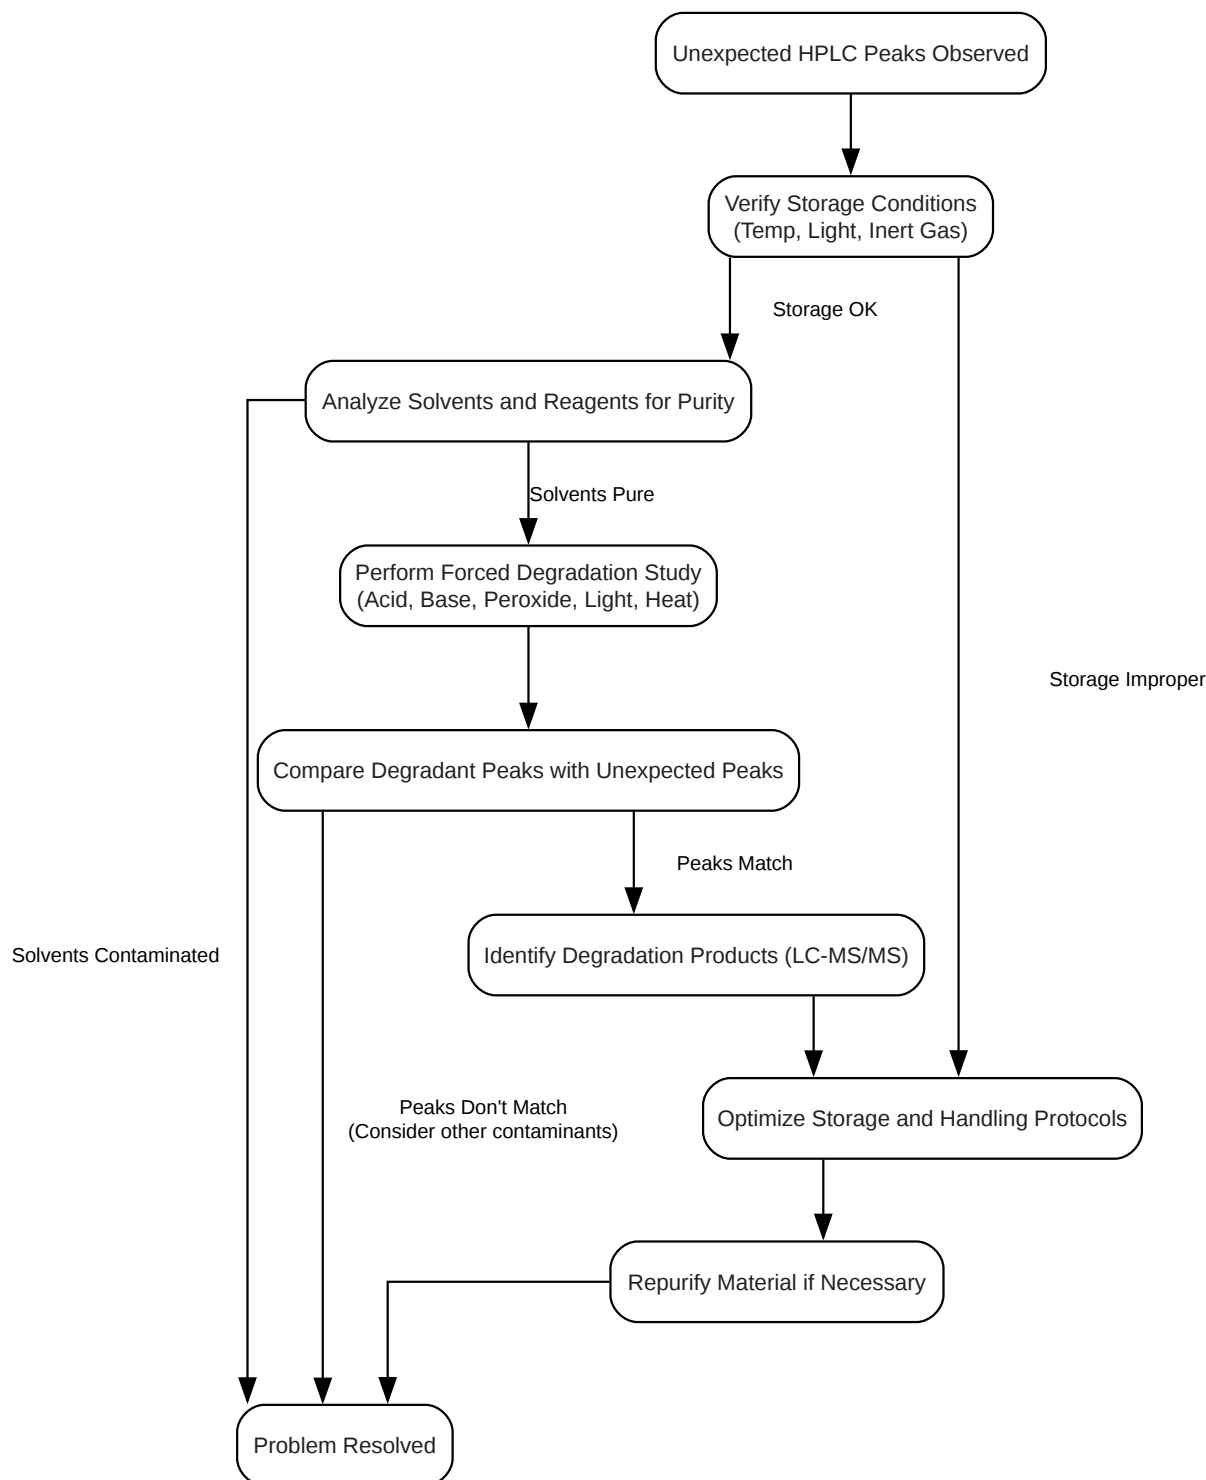 Unexpected HPLC Peaks Observed
Verify Storage Conditions
(Temp, Light, Inert Gas)
Storage OK
Analyze Solvents and Reagents for Purity
Solvents Pure
Perform Forced Degradation Study
(Acid, Base, Peroxide, Light, Heat)
Storage Improper
Compare Degradant Peaks with Unexpected Peaks
Peaks Match
Solvents Contaminated
Identify Degradation Products (LC-MS/MS)
Peaks Don't Match
(Consider other contaminants)
Optimize Storage and Handling Protocols
Repurify Material if Necessary
Problem Resolved